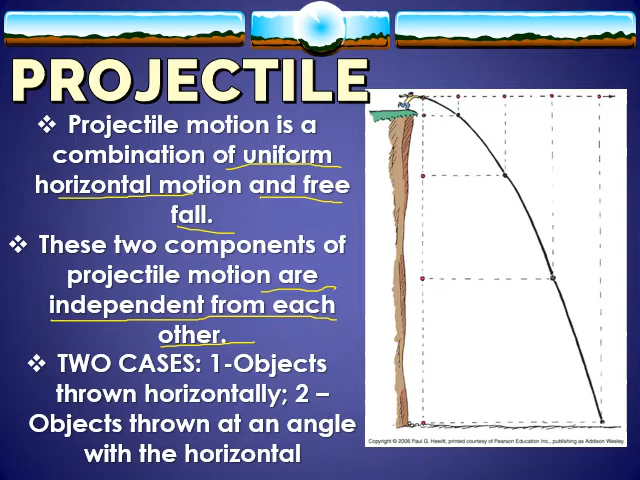 PROJECTILE
❖ Projectile motion is a
combination of uniform
horizontal motion and free
fall.
❖ These two components of
projectile motion are
independent from each
other.
❖ TWO CASES: 1-Objects
thrown horizontally; 2 –
Objects thrown at an angle
with the horizontal
Copyright © 2006 Paul G. Hewitt, printed courtesy of Pearson Education Inc., publishing as Addison Wesley.